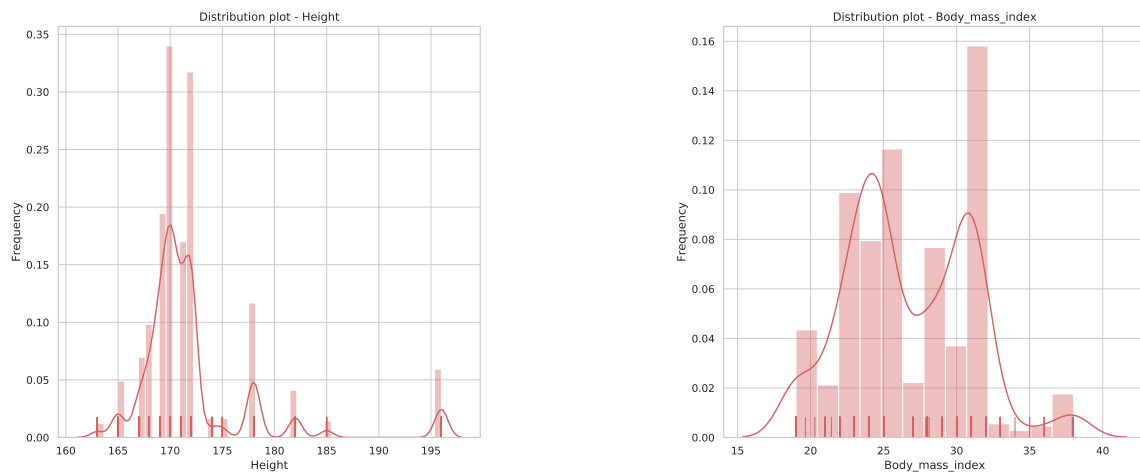 Distribution plot - Height
Frequency
0.35
0.30
0.25
0.20
0.15
0.10
0.05
0.00
160 165 170 175 180 185 190 195
Height
Distribution plot - Body_mass_index
Frequency
0.16
0.14
0.12
0.10
0.08
0.06
0.04
0.02
0.00
15 20 25 30 35 40
Body_mass_index